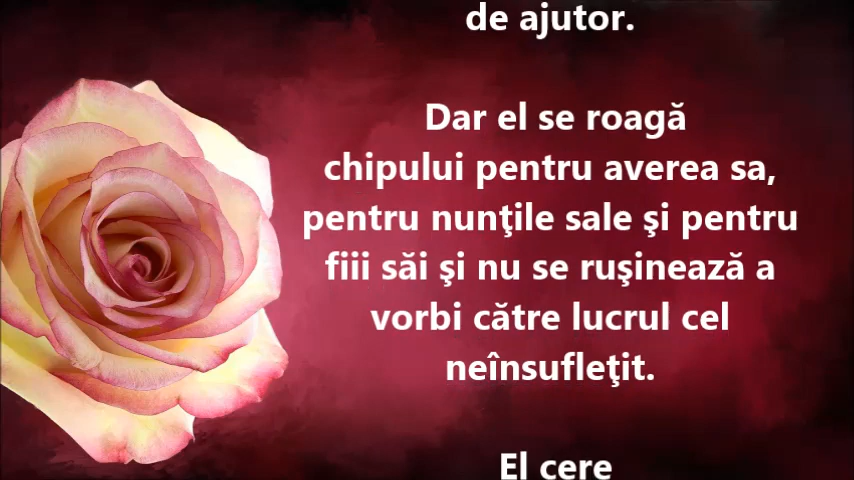 de ajutor.
Dar el se roagă
chipului pentru averea sa,
pentru nunţile sale şi pentru
fiii săi şi nu se ruşinează a
vorbi către lucrul cel
neînsufleţit.
El cere